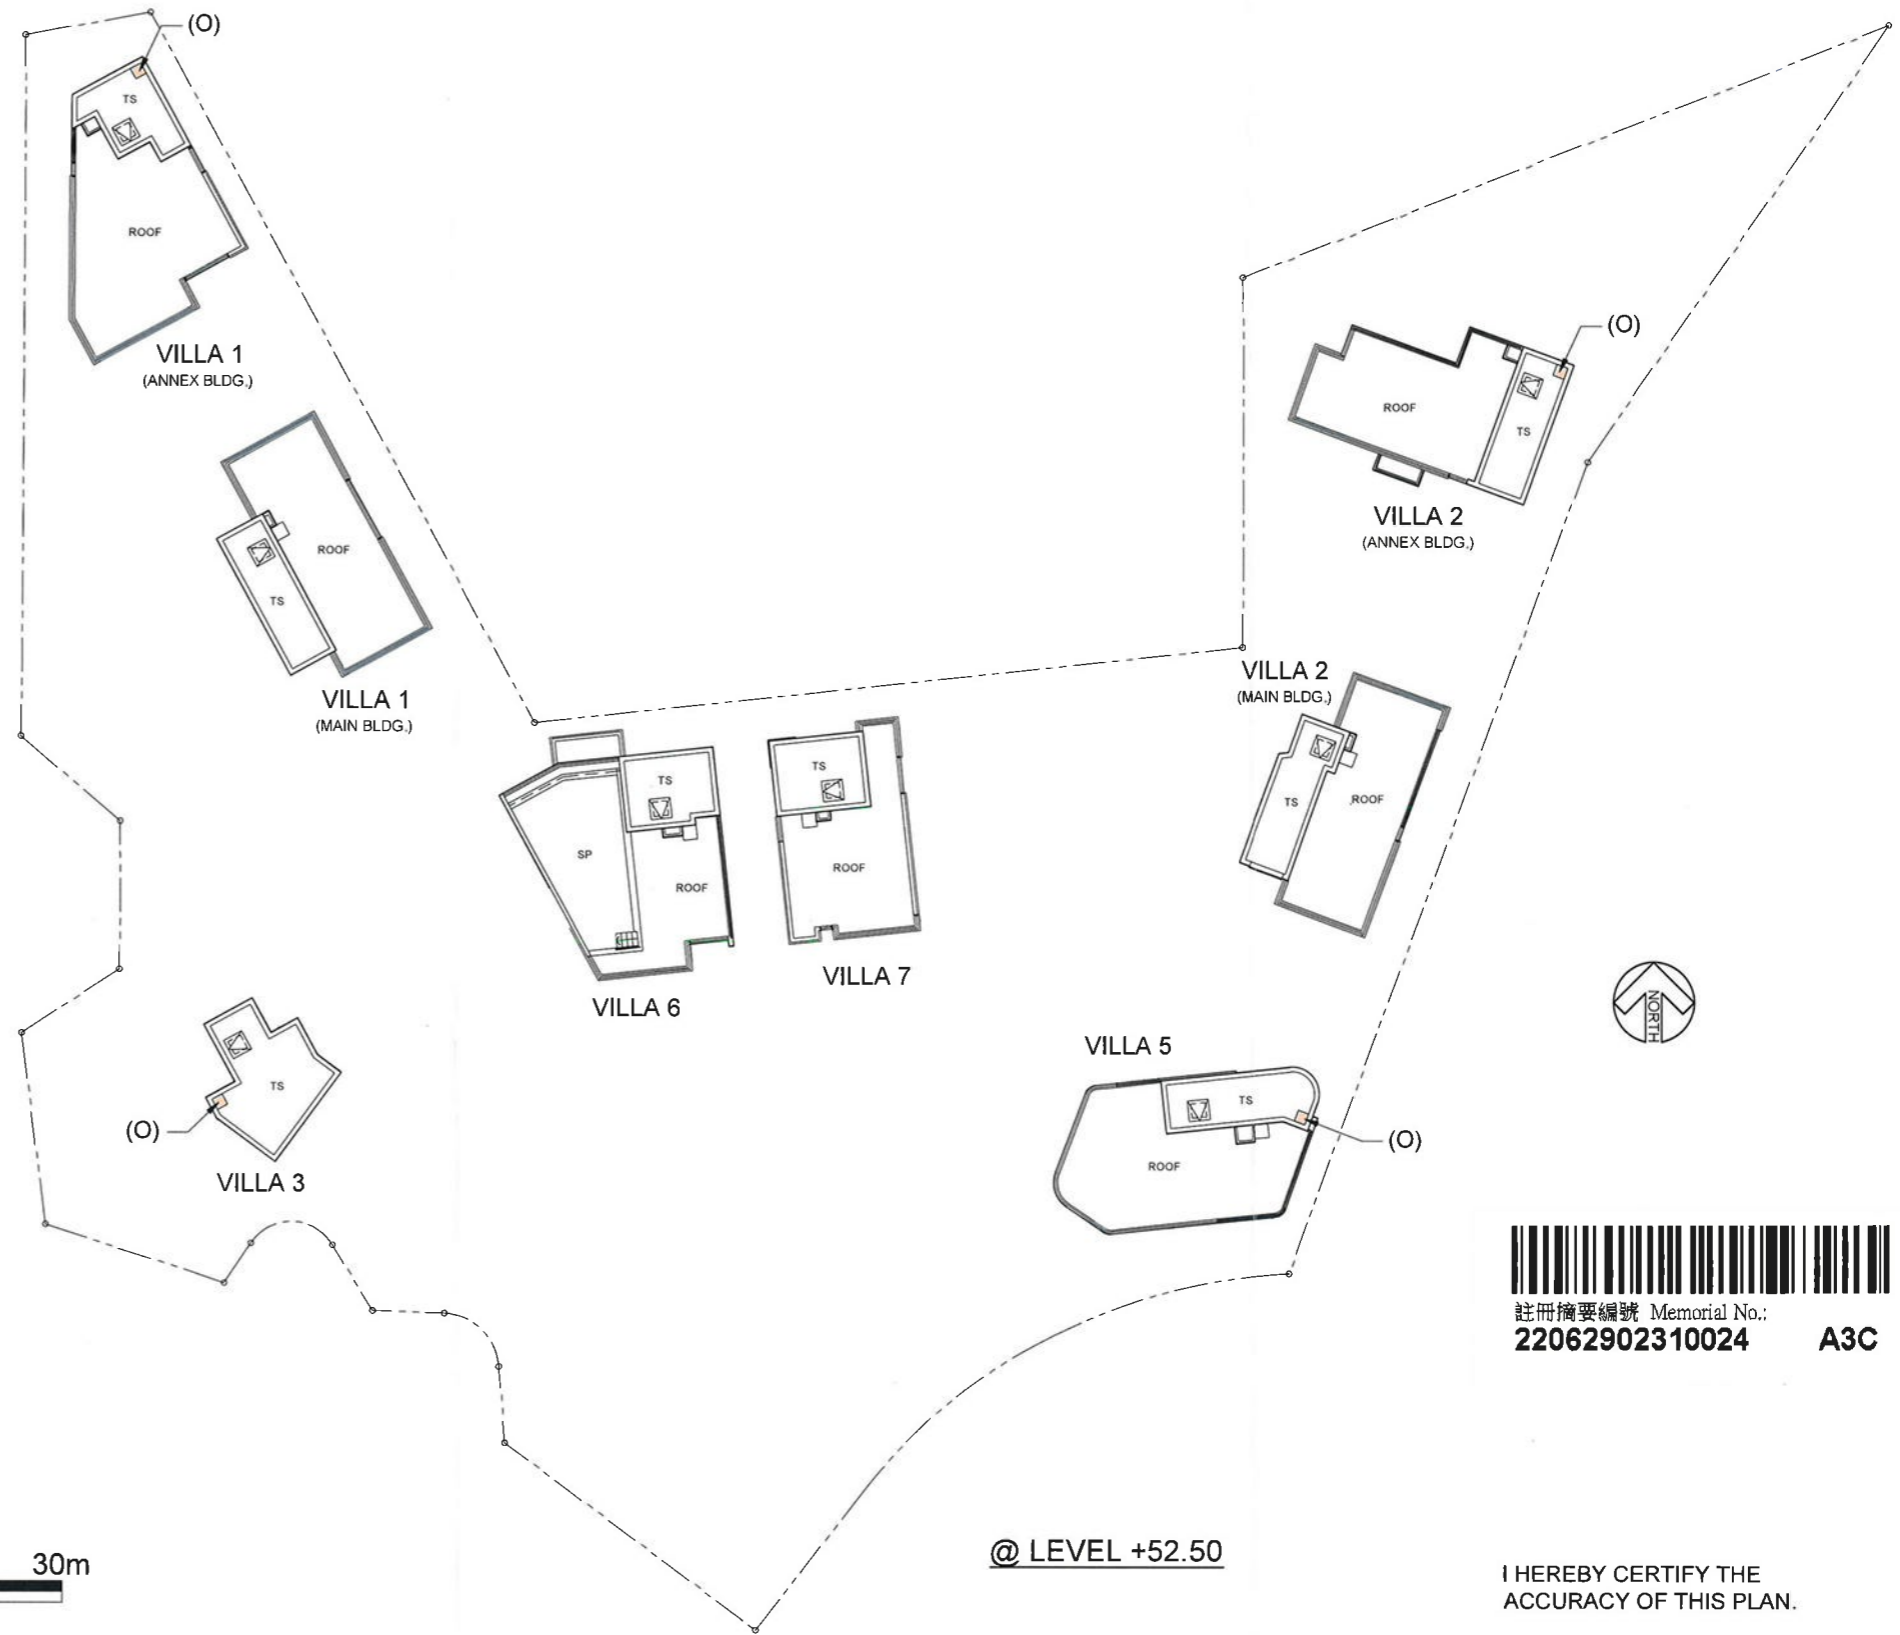 (O)
TS
ROOF
VILLA 1
(ANNEX BLDG.)
(O)
ROOF
TS
VILLA 2
(ANNEX BLDG.)
ROOF
TS
VILLA 1
(MAIN BLDG.)
VILLA 2
(MAIN BLDG.)
TS
ROOF
TS
SP
ROOF
VILLA 6
TS
ROOF
VILLA 7
NORTH
TS
(O)
VILLA 3
VILLA 5
TS
ROOF
(O)
註冊摘要編號 Memorial No.:
22062902310024 A3C
@ LEVEL +52.50
30m
I HEREBY CERTIFY THE
ACCURACY OF THIS PLAN.